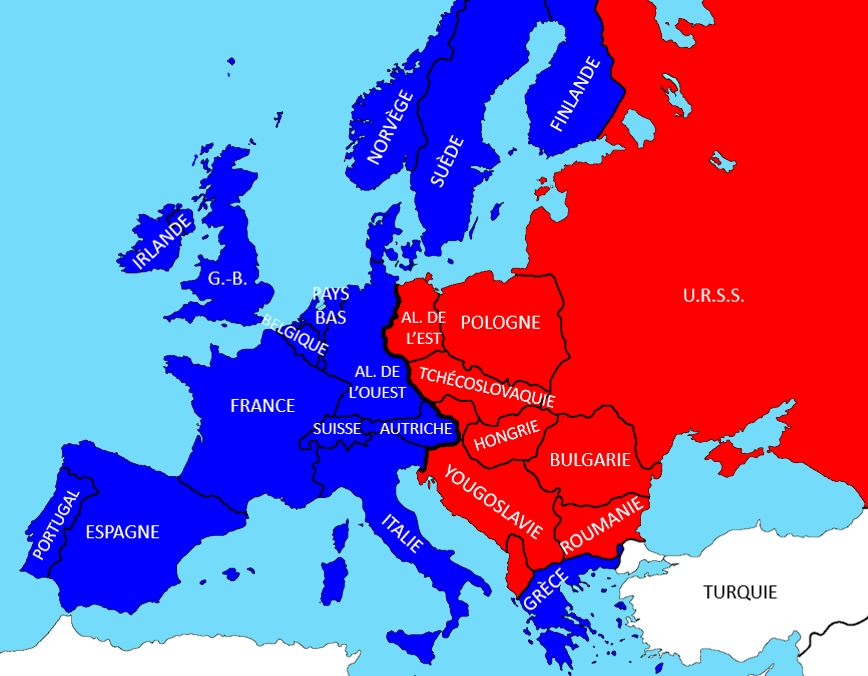 NORVÈGE
SUÈDE
FINLANDE
IRLANDE
G.-B.
PAYS
BAS
BELGIQUE
AL. DE
L'EST
POLOGNE
U.R.S.S.
AL. DE
L'OUEST
TCHÉCOSLOVAQUIE
FRANCE
SUISSE
AUTRICHE
HONGRIE
BULGARIE
YOUGOSLAVIE
ROUMANIE
PORTUGAL
ESPAGNE
ITALIE
GRÈCE
TURQUIE